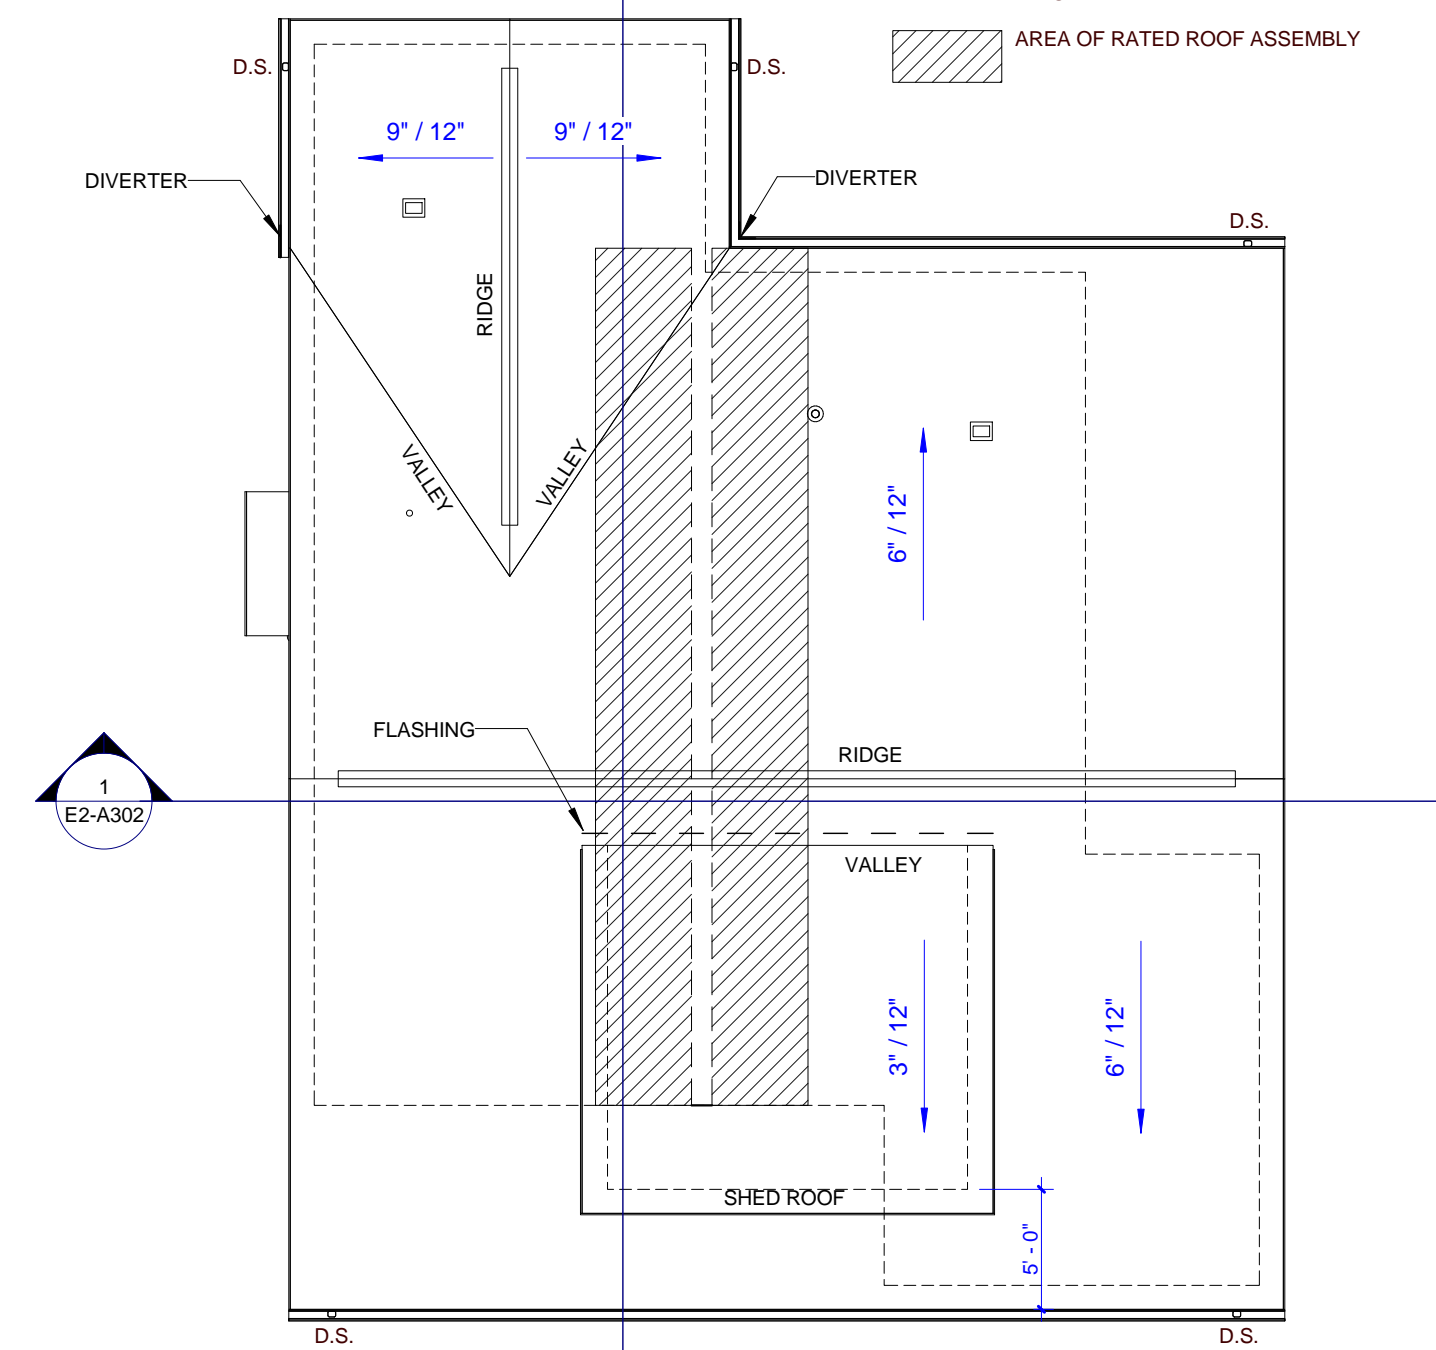 AREA OF RATED ROOF ASSEMBLY
D.S.
D.S.
9" / 12"
9" / 12"
DIVERTER
DIVERTER
D.S.
RIDGE
VALLEY
VALLEY
6" / 12"
FLASHING
RIDGE
1
E2-A302
VALLEY
3" / 12"
6" / 12"
SHED ROOF
5' - 0"
D.S.
D.S.